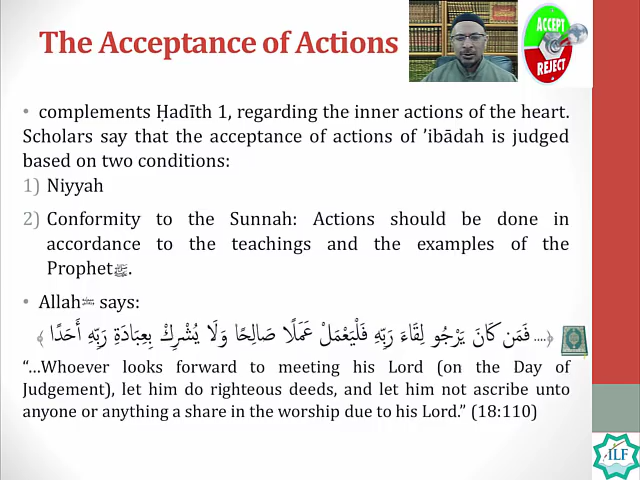 The Acceptance of Actions
ACCEPT
REJECT
• complements Ḥadīth 1, regarding the inner actions of the heart.
Scholars say that the acceptance of actions of ’ibādah is judged
based on two conditions:
1) Niyyah
2) Conformity to the Sunnah: Actions should be done in
accordance to the teachings and the examples of the
Prophetﷺ.
• Allah says:
﴿.... فَمَن كَانَ يَرْجُو لِقَاءَ رَبِّهِ فَلْيَعْمَلْ عَمَلًا صَالِحًا وَلَا يُشْرِكْ بِعِبَادَةِ رَبِّهِ أَحَدًا ﴾
“...Whoever looks forward to meeting his Lord (on the Day of
Judgement), let him do righteous deeds, and let him not ascribe unto
anyone or anything a share in the worship due to his Lord.” (18:110)
ILF